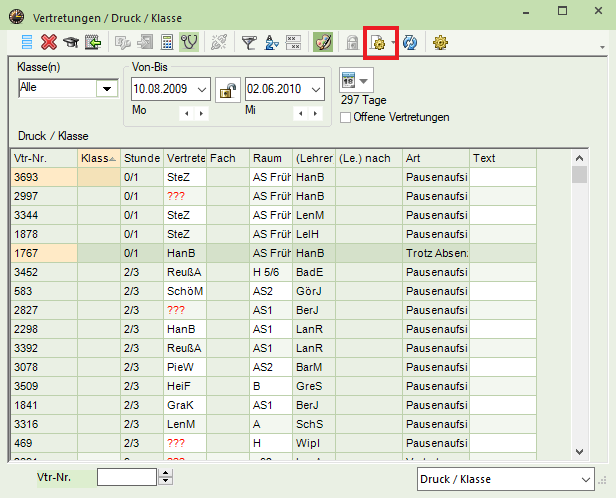 Vertretungen / Druck / Klasse
Klasse(n)
Alle
Von-Bis
10.08.2009
02.06.2010
Mo
Mi
18
297 Tage
Offene Vertretungen
Druck / Klasse
Vtr-Nr. Klass Stunde Vertrete Fach Raum (Lehrer (Le.) nach Art Text
3693 0/1 SteZ AS Früh HanB Pausenaufsi
2997 0/1 ??? AS Früh HanB Pausenaufsi
3344 0/1 SteZ AS Früh LenM Pausenaufsi
1878 0/1 SteZ AS Früh LelH Pausenaufsi
1767 0/1 HanB AS Früh HanB Trotz Absen
3452 2/3 ReußA H 5/6 BadE Pausenaufsi
583 2/3 SchöM AS2 GörJ Pausenaufsi
2827 2/3 ??? AS1 BerJ Pausenaufsi
2298 2/3 HanB AS1 LanR Pausenaufsi
3392 2/3 ReußA AS1 LanR Pausenaufsi
3078 2/3 PieW AS2 BarM Pausenaufsi
3509 2/3 HeiF B GreS Pausenaufsi
1841 2/3 GraK AS1 BerJ Pausenaufsi
3316 2/3 LenM A SchS Pausenaufsi
469 2/3 ??? H Wipl Pausenaufsi
Vtr-Nr.
Druck / Klasse